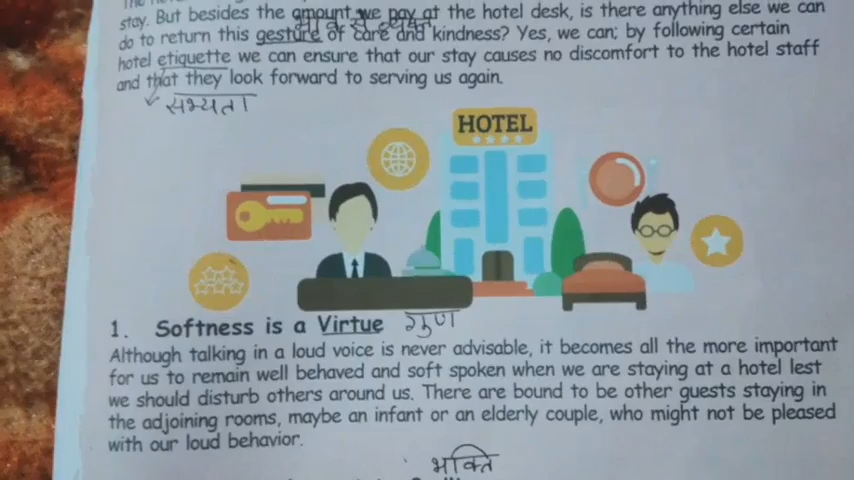 stay. But besides the amount we pay at the hotel desk, is there anything else we can
do to return this gesture of care and kindness? Yes, we can; by following certain
hotel etiquette we can ensure that our stay causes no discomfort to the hotel staff
and that they look forward to serving us again.
सभ्यता
HOTEL
1. Softness is a Virtue गुण
Although talking in a loud voice is never advisable, it becomes all the more important
for us to remain well behaved and soft spoken when we are staying at a hotel lest
we should disturb others around us. There are bound to be other guests staying in
the adjoining rooms, maybe an infant or an elderly couple, who might not be pleased
with our loud behavior.
भक्ति